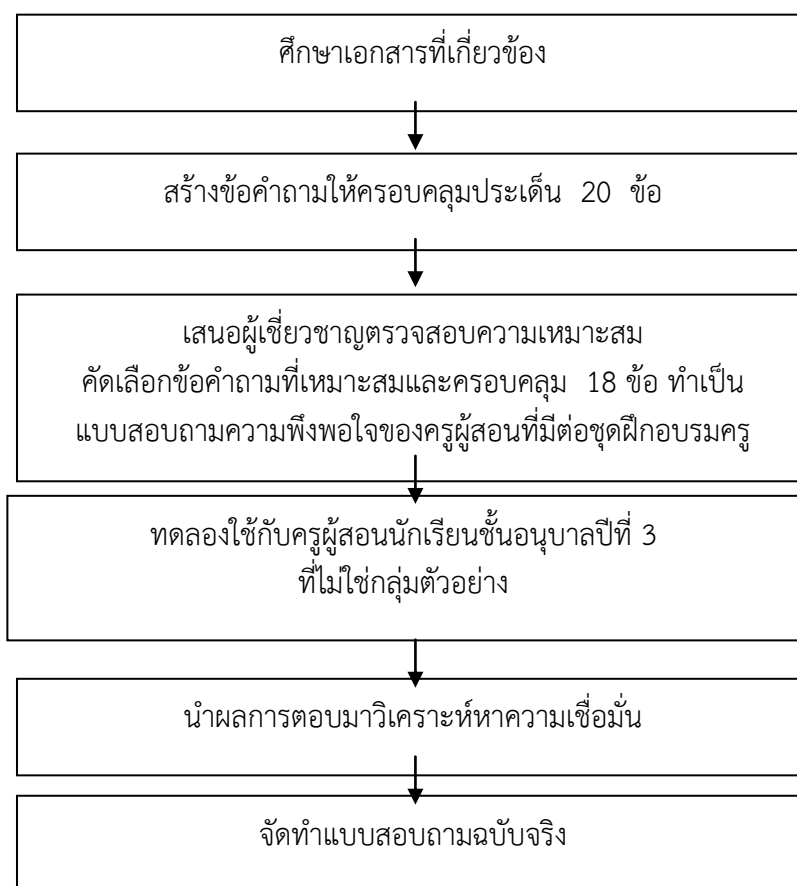 ศึกษาเอกสารที่เกี่ยวข้อง
สร้างข้อคำถามให้ครอบคลุมประเด็น 20 ข้อ
เสนอผู้เชี่ยวชาญตรวจสอบความเหมาะสม
คัดเลือกข้อคำถามที่เหมาะสมและครอบคลุม 18 ข้อ ทำเป็น
แบบสอบถามความพึงพอใจของครูผู้สอนที่มีต่อชุดฝึกอบรมครู
ทดลองใช้กับครูผู้สอนนักเรียนชั้นอนุบาลปีที่ 3
ที่ไม่ใช่กลุ่มตัวอย่าง
นำผลการตอบมาวิเคราะห์หาความเชื่อมั่น
จัดทำแบบสอบถามฉบับจริง